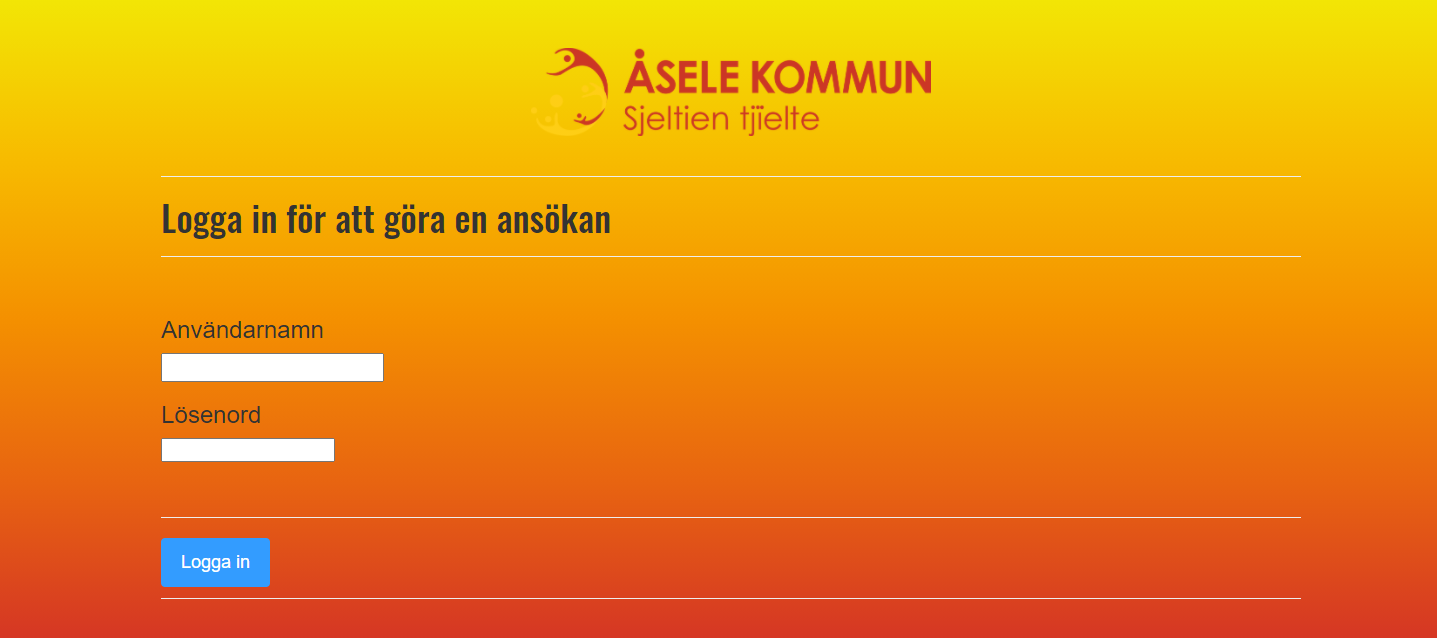 ÅSELE KOMMUN
Sjeltien tjïelte
Logga in för att göra en ansökan
Användarnamn
Lösenord
Logga in